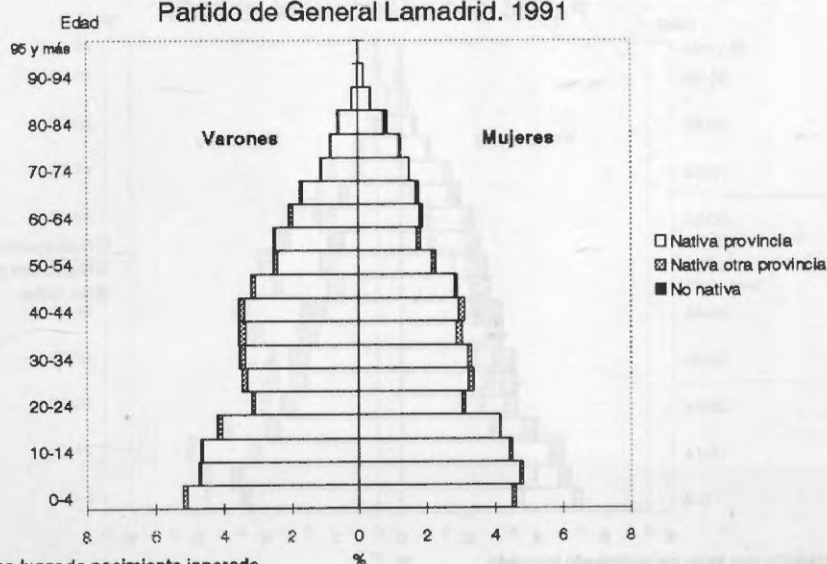 Partido de General Lamadrid. 1991
Edad
95 y más
90-94
80-84
Varones
Mujeres
70-74
60-64
50-54
40-44
30-34
20-24
10-14
0-4
Nativa provincia
Nativa otra provincia
No nativa
8 6 4 2 0 2 4 6 8
%
lugar de nacimiento ignorado